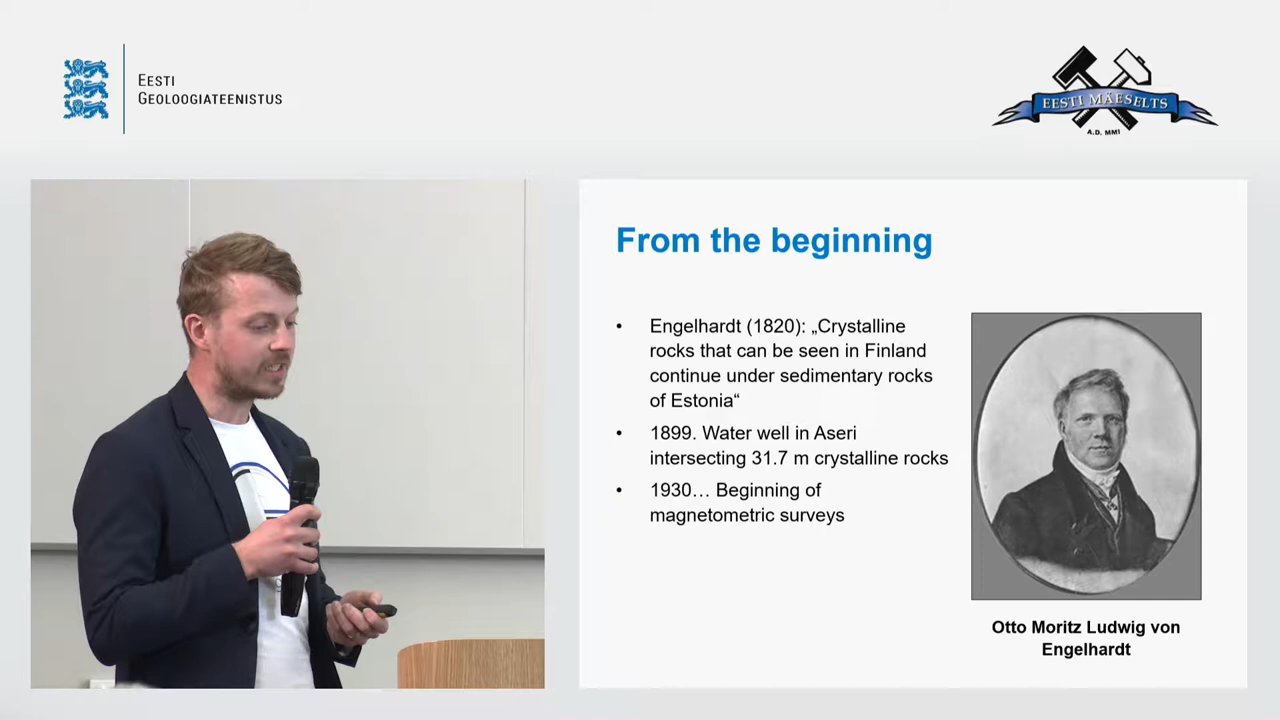 EESTI
GEOLOOGIATEENISTUS
EESTI MÄESELTS
A.D. MMI
From the beginning
• Engelhardt (1820): „Crystalline
rocks that can be seen in Finland
continue under sedimentary rocks
of Estonia“
• 1899. Water well in Aseri
intersecting 31.7 m crystalline rocks
• 1930… Beginning of
magnetometric surveys
Otto Moritz Ludwig von
Engelhardt